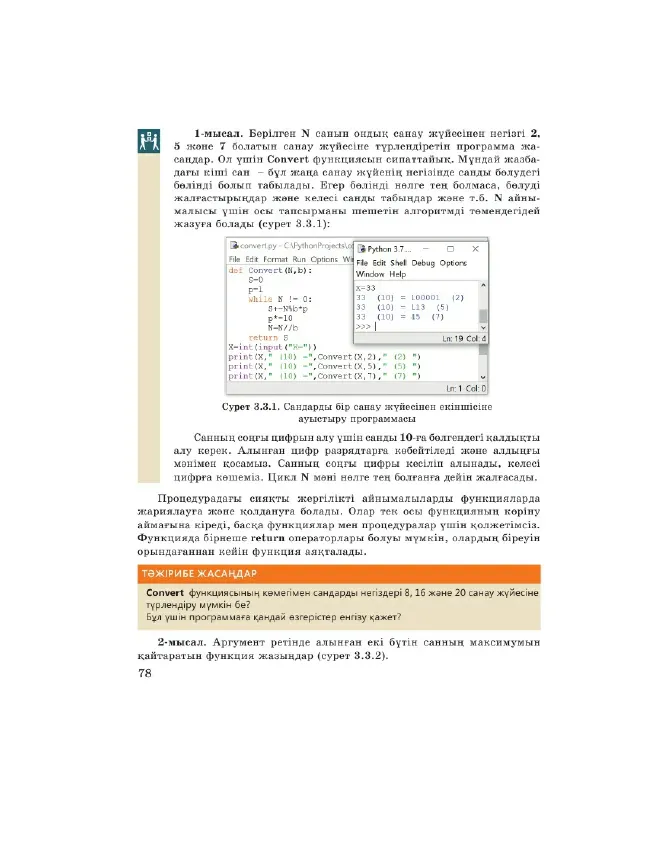 1-мысал. Берілген N санын ондық санау жүйесінен негізгі 2,
5 және 7 болатын санау жүйесіне түрлендіретін программа жа-
саңдар. Ол үшін Convert функциясын сипаттайық. Мұндай жазба-
дағы кіші сан – бұл жаңа санау жүйенің негізінде санды бөлудегі
бөлінді болып табылады. Егер бөлінді нөлге тең болмаса, бөлуді
жалғастырыңдар және келесі санды табыңдар және т.б. N айны-
малысы үшін осы тапсырманы шешетін алгоритмді төмендегідей
жазуға болады (сурет 3.3.1):
convert.py - C:\PythonProjects\
File Edit Format Run Options
def Convert(N,b):
S=0
p=1
while N != 0:
S+=N%b*p
p*=10
N=N//b
return S
X=int(input("X="))
print(X," (10) =",Convert(X,2)," (2) ")
print(X," (10) =",Convert(X,5)," (5) ")
print(X," (10) =",Convert(X,7)," (7) ")
Ln: 1 Col: 0
Python 3.7....
File Edit Shell Debug Options
Window Help
X=33
33 (10) = 100001 (2)
33 (10) = 113 (5)
33 (10) = 45 (7)
>>>
Ln: 19 Col: 4
Сурет 3.3.1. Сандарды бір санау жүйесінен екіншісіне
ауыстыру программасы
Санның соңғы цифрын алу үшін санды 10-ға бөлгендегі қалдықты
алу керек. Алынған цифр разрядтарға көбейтіледі және алдыңғы
мәнімен қосамыз. Санның соңғы цифры кесіліп алынады, келесі
цифрға көшеміз. Цикл N мәні нөлге тең болғанға дейін жалғасады.
Процедурадағы сияқты жергілікті айнымалыларды функцияларда
жариялауға және қолдануға болады. Олар тек осы функцияның көріну
аймағына кіреді, басқа функциялар мен процедуралар үшін қолжетімсіз.
Функцияда бірнеше return операторлары болуы мүмкін, олардың біреуін
орындағаннан кейін функция аяқталады.
ТӘЖІРИБЕ ЖАСАҢДАР
Convert функциясының көмегімен сандарды негіздері 8, 16 және 20 санау жүйесіне
түрлендіру мүмкін бе?
Бұл үшін программаға қандай өзгерістер енгізу қажет?
2-мысал. Аргумент ретінде алынған екі бүтін санның максимумын
қайтаратын функция жазыңдар (сурет 3.3.2).
78